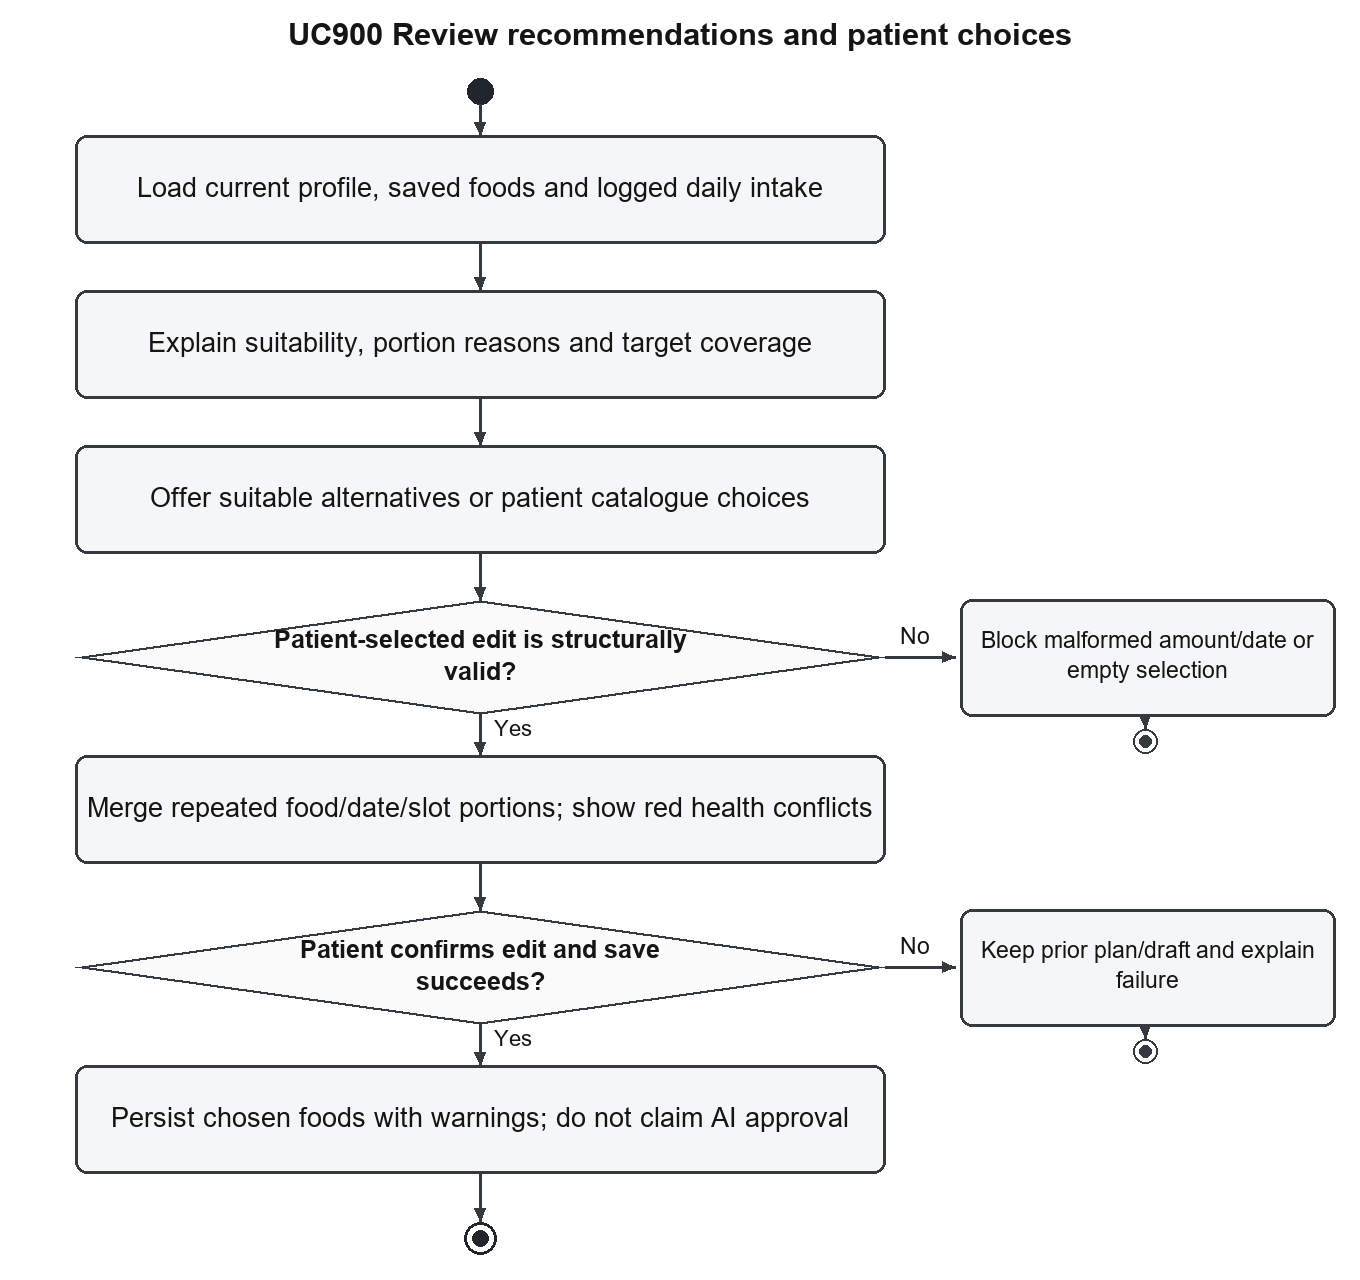 UC900 Review recommendations and patient choices
Load current profile, saved foods and logged daily intake
Explain suitability, portion reasons and target coverage
Offer suitable alternatives or patient catalogue choices
Patient-selected edit is structurally
valid?
No
Block malformed amount/date or
empty selection
Yes
Merge repeated food/date/slot portions; show red health conflicts
Patient confirms edit and save
succeeds?
No
Keep prior plan/draft and explain
failure
Yes
Persist chosen foods with warnings; do not claim AI approval